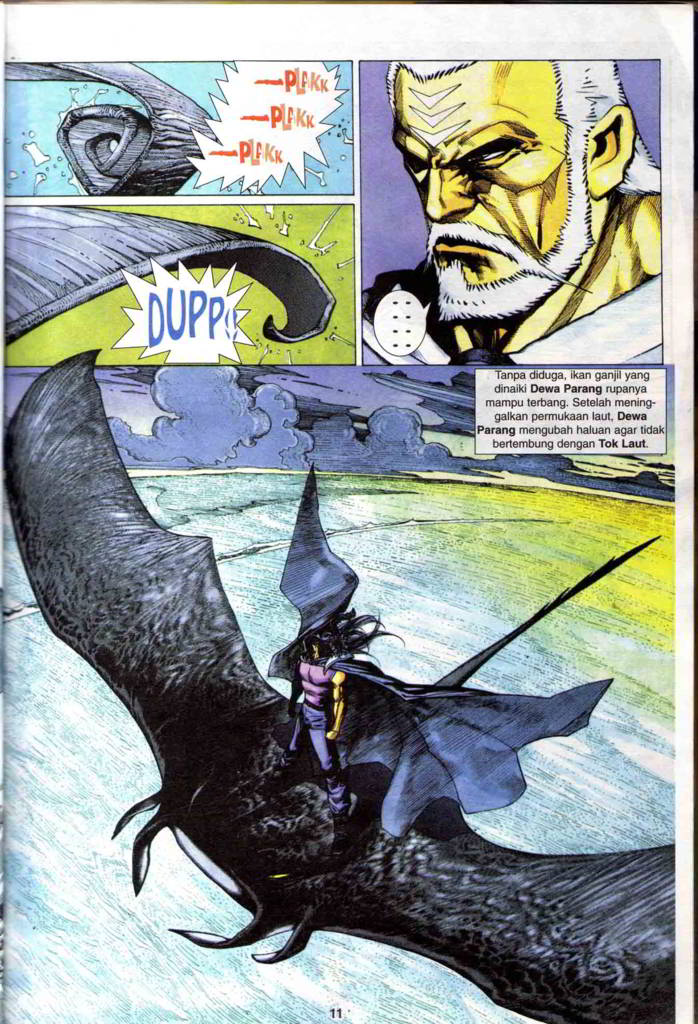 –PLAKK
–PLAKK
–PLAKK
DUPP!!
....
Tanpa diduga, ikan ganjil yang
dinaiki Dewa Parang rupanya
mampu terbang. Setelah mening-
galkan permukaan laut, Dewa
Parang mengubah haluan agar tidak
bertembung dengan Tok Laut.
11